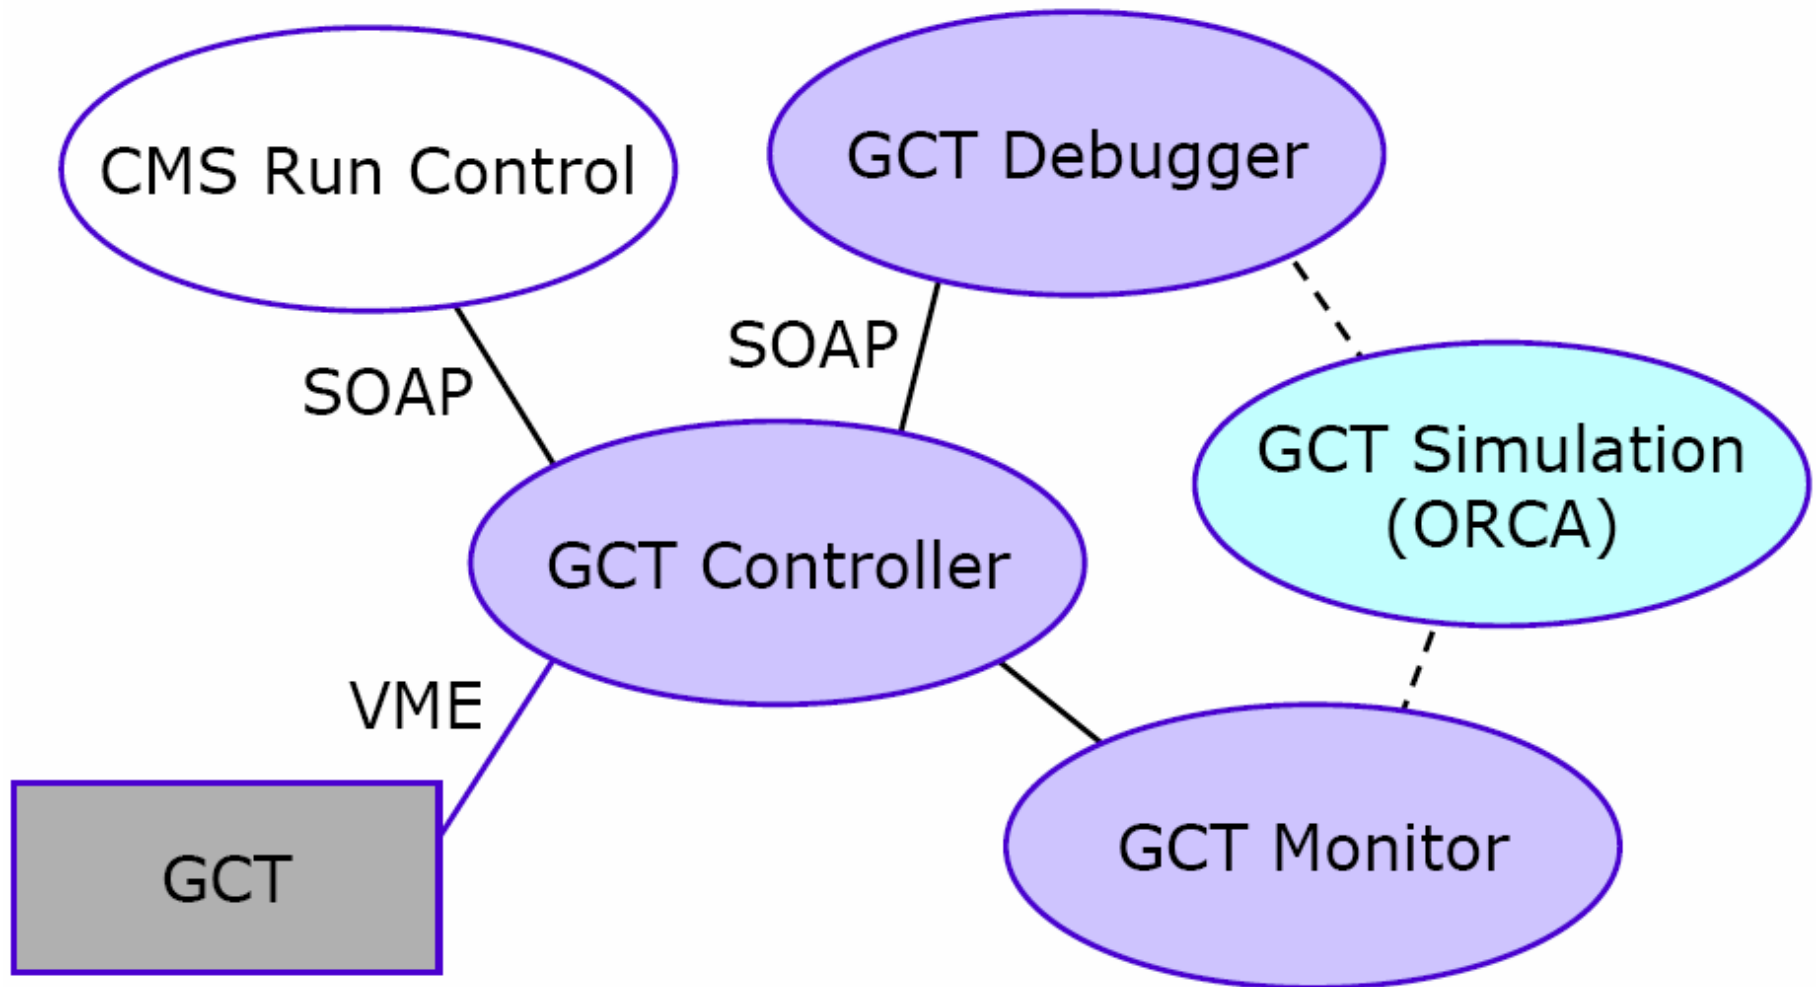 CMS Run Control
GCT Debugger
SOAP
SOAP
GCT Simulation
(ORCA)
GCT Controller
VME
GCT Monitor
GCT